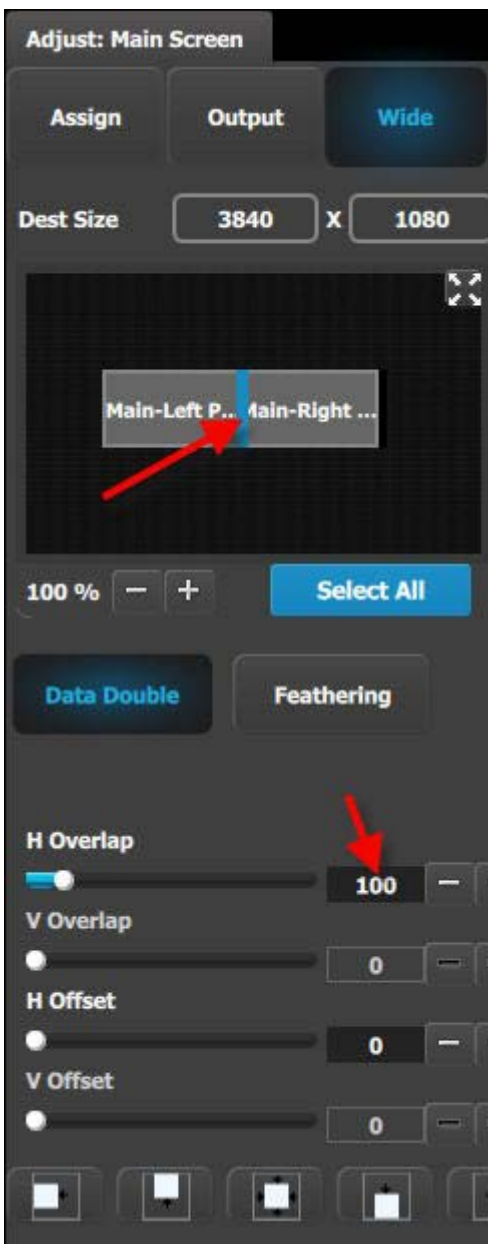 Adjust: Main Screen
Assign Output Wide
Dest Size 3840 X 1080
Main-Left P... Main-Right ...
100 % − + Select All
Data Double Feathering
H Overlap
100 −
V Overlap
0 −
H Offset
0 −
V Offset
0 −